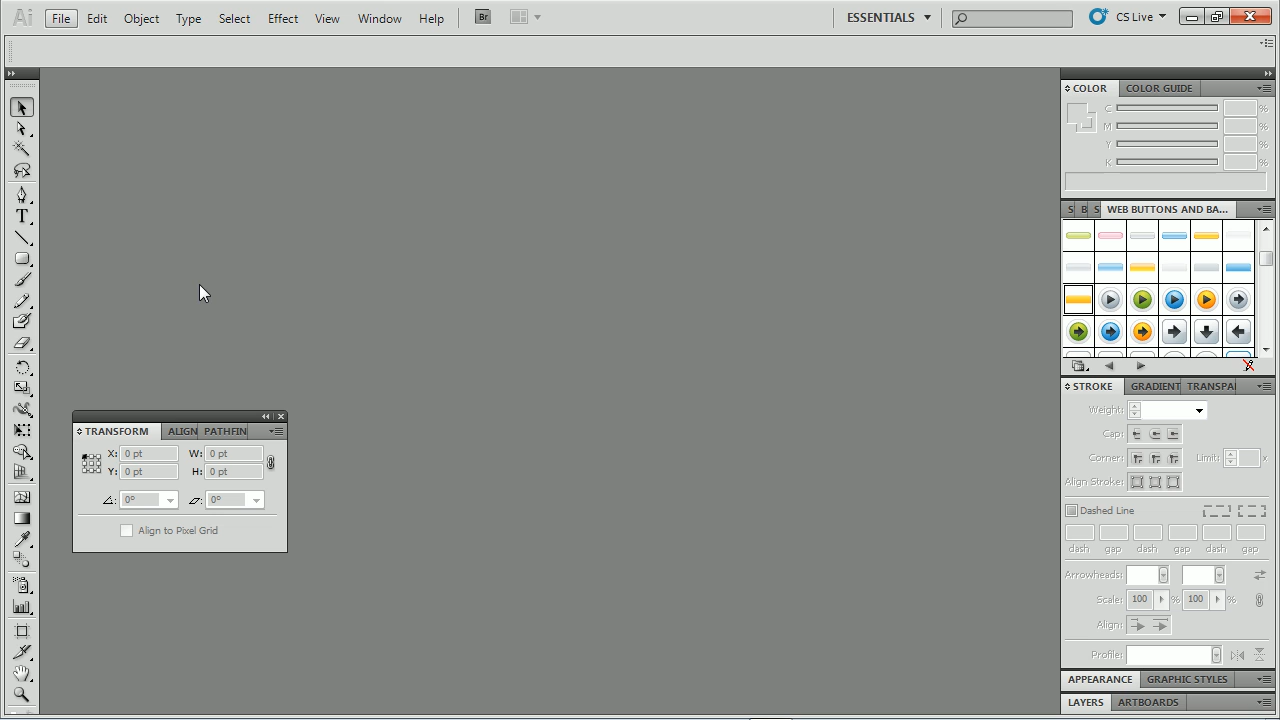 Ai File Edit Object Type Select Effect View Window Help Br ESSENTIALS CS Live
COLOR COLOR GUIDE
C %
M %
Y %
K %
S B S WEB BUTTONS AND BA...
STROKE GRADIENT TRANSPA
Weight:
Cap:
Corner: Limit: x
Align Stroke:
Dashed Line
dash gap dash gap dash gap
Arrowheads:
Scale: 100 % 100 %
Align:
Profile:
APPEARANCE GRAPHIC STYLES
LAYERS ARTBOARDS
TRANSFORM ALIGN PATHFIN
X: 0 pt W: 0 pt
Y: 0 pt H: 0 pt
0° 0°
Align to Pixel Grid
T